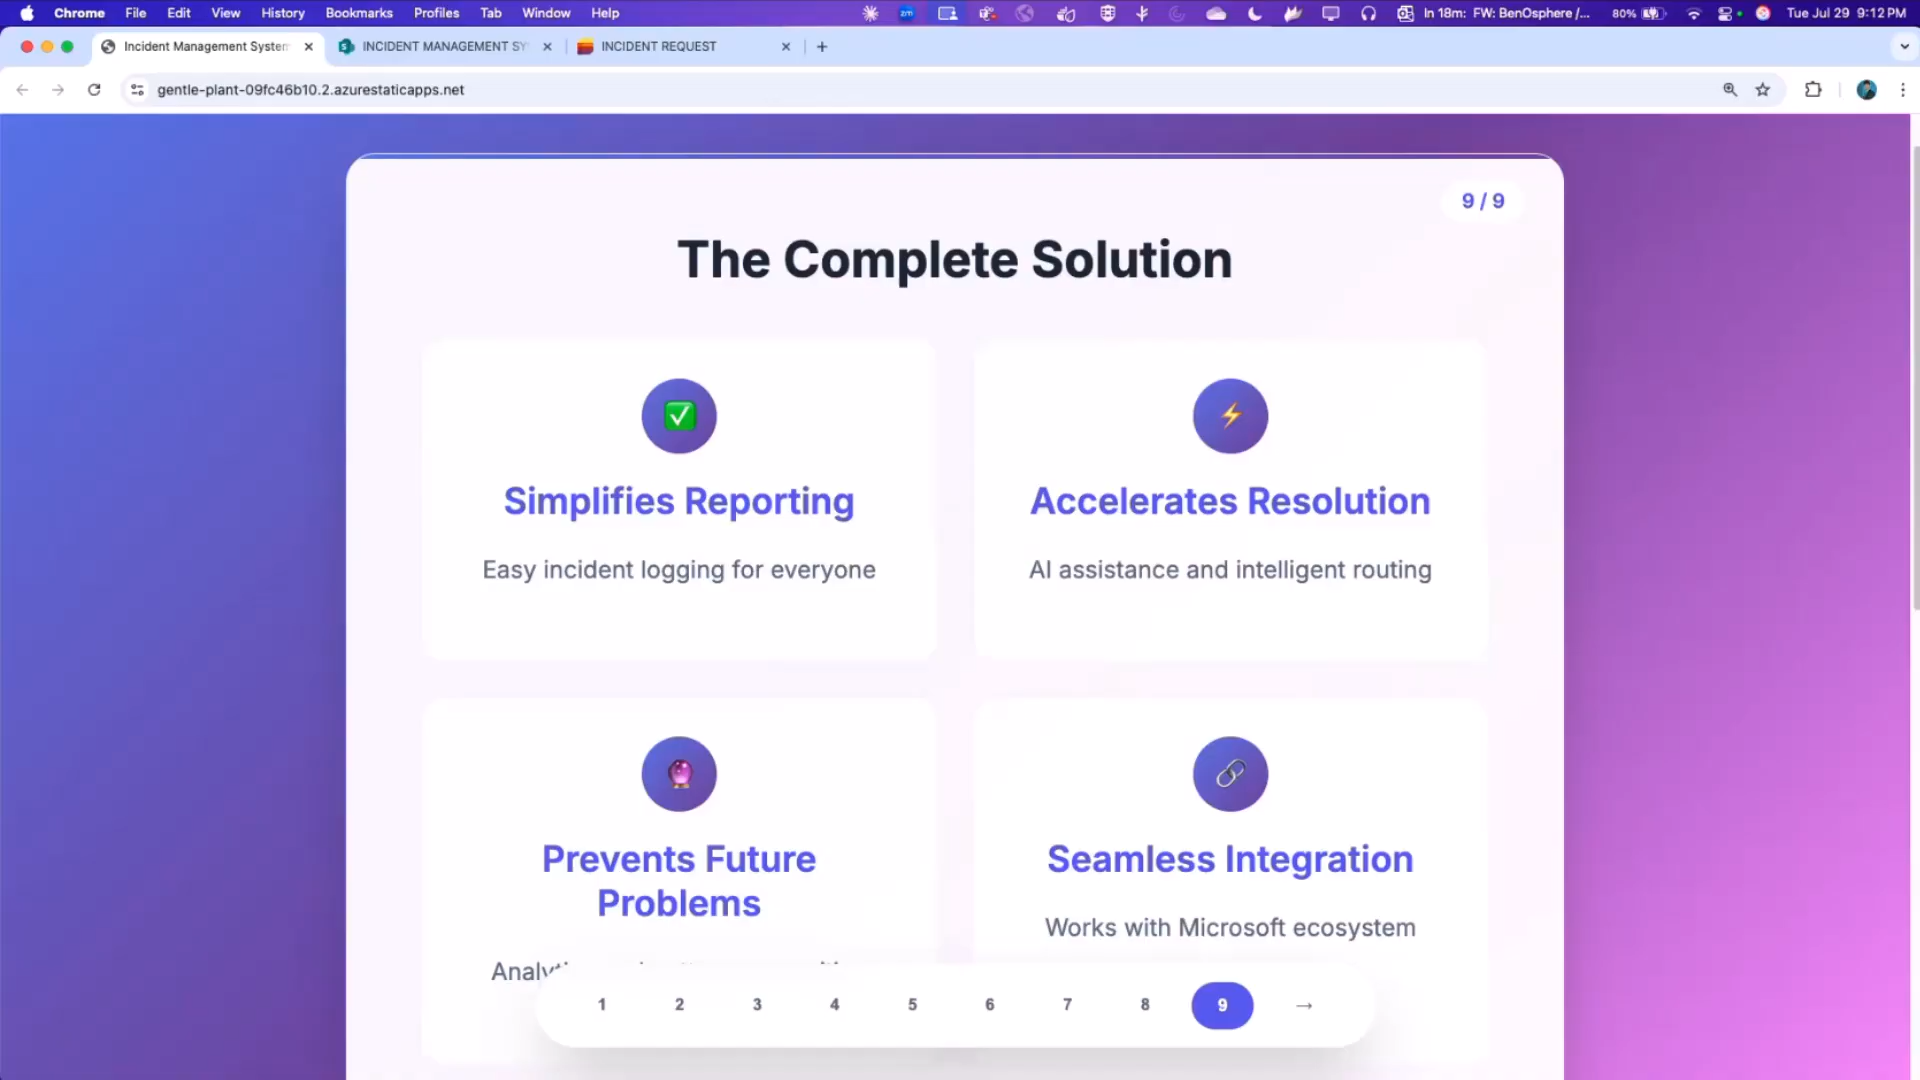 Chrome File Edit View History Bookmarks Profiles Tab Window Help zm In 18m: FW: BenOsphere /... 80% Tue Jul 29 9:12 PM
Incident Management System INCIDENT MANAGEMENT SY INCIDENT REQUEST
gentle-plant-09fc46b10.2.azurestaticapps.net
9 / 9
The Complete Solution
Simplifies Reporting
Easy incident logging for everyone
Accelerates Resolution
AI assistance and intelligent routing
Prevents Future
Problems
Seamless Integration
Works with Microsoft ecosystem
1 2 3 4 5 6 7 8 9 →